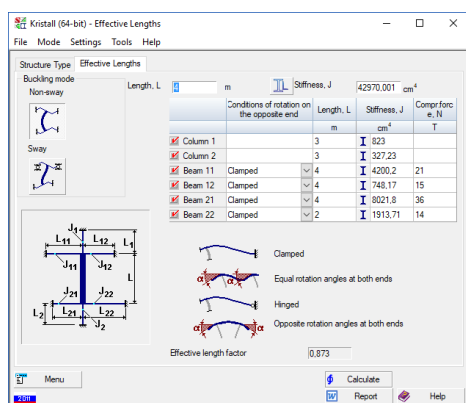 Kristall (64-bit) - Effective Lengths
File Mode Settings Tools Help
Structure Type Effective Lengths
Buckling mode
Non-sway
Sway
Length, L 4 m Stiffness, J 42970,001 cm4
Conditions of rotation on the opposite end Length, L Stiffness, J Compr.force, N
m cm4 T
Column 1 3 823
Column 2 3 327,23
Beam 11 Clamped 4 4200,2 21
Beam 12 Clamped 4 748,17 15
Beam 21 Clamped 4 8021,8 36
Beam 22 Clamped 2 1913,71 14
J1
L11 L12 L1
J11 J12
L
J21 J22
L2 L21 L22
J2
Clamped
α α Equal rotation angles at both ends
Hinged
α α Opposite rotation angles at both ends
Effective length factor 0,873
Menu Calculate
Report Help